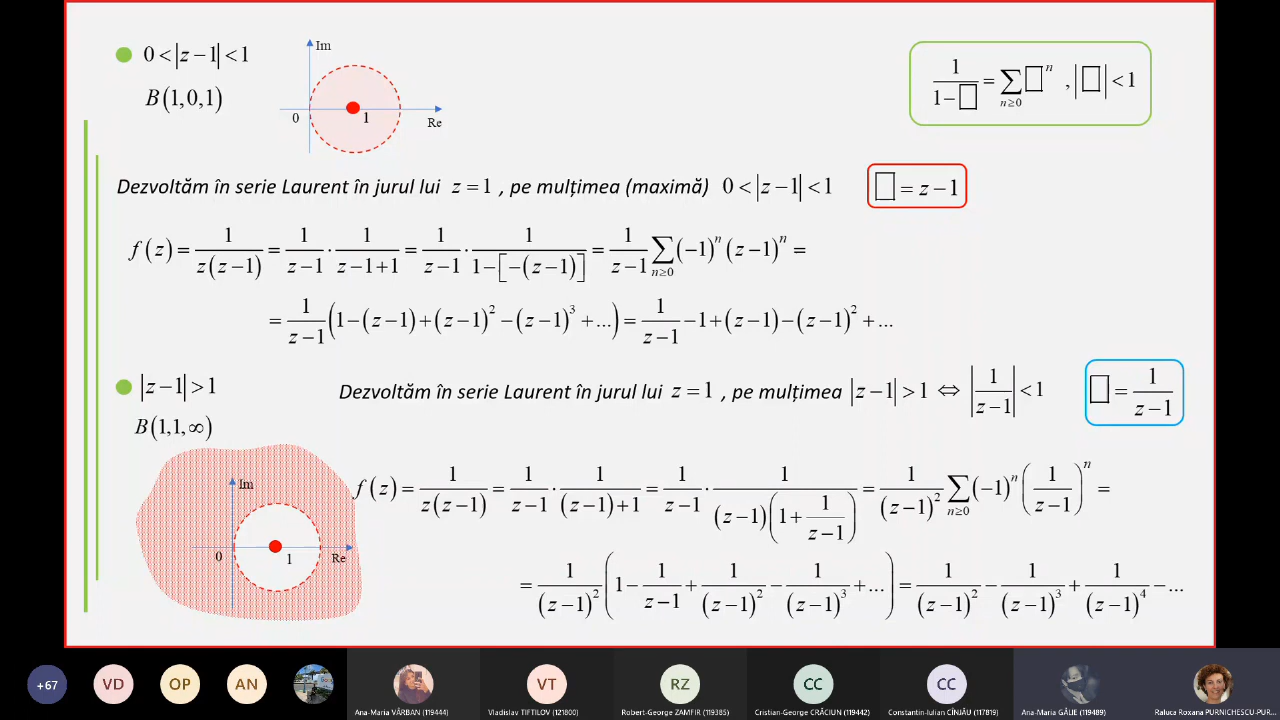 0 < |z − 1| < 1
B(1,0,1)
Im
0
1
Re
1/(1−□) = ∑_{n≥0} □^n , |□| < 1
Dezvoltăm în serie Laurent în jurul lui z = 1 , pe mulțimea (maximă) 0 < |z − 1| < 1
□ = z − 1
f(z) = 1/(z(z−1)) = 1/(z−1) · 1/(z−1+1) = 1/(z−1) · 1/(1−[−(z−1)]) = 1/(z−1) ∑_{n≥0} (−1)^n (z−1)^n =
= 1/(z−1) (1−(z−1)+(z−1)^2−(z−1)^3+...) = 1/(z−1) −1+(z−1)−(z−1)^2+...
|z − 1| > 1
Dezvoltăm în serie Laurent în jurul lui z = 1 , pe mulțimea |z − 1| > 1 ⇔ |1/(z−1)| < 1
□ = 1/(z−1)
B(1,1,∞)
Im
0
1
Re
f(z) = 1/(z(z−1)) = 1/(z−1) · 1/((z−1)+1) = 1/(z−1) · 1/((z−1)(1+1/(z−1))) = 1/(z−1)^2 ∑_{n≥0} (−1)^n (1/(z−1))^n =
= 1/(z−1)^2 (1 − 1/(z−1) + 1/(z−1)^2 − 1/(z−1)^3 + ...) = 1/(z−1)^2 − 1/(z−1)^3 + 1/(z−1)^4 − ...
+67
VD
OP
AN
VT
RZ
CC
CC
Ana-Maria VÂRBAN (119444)
Vladislav TIFTILOV (121800)
Robert-George ZAMFIR (119385)
Cristian-George CRĂCIUN (119442)
Constantin-Iulian CÎNJĂU (117819)
Ana-Maria GÂLIE (119489)
Raluca Roxana PURNICHESCU-PUR...